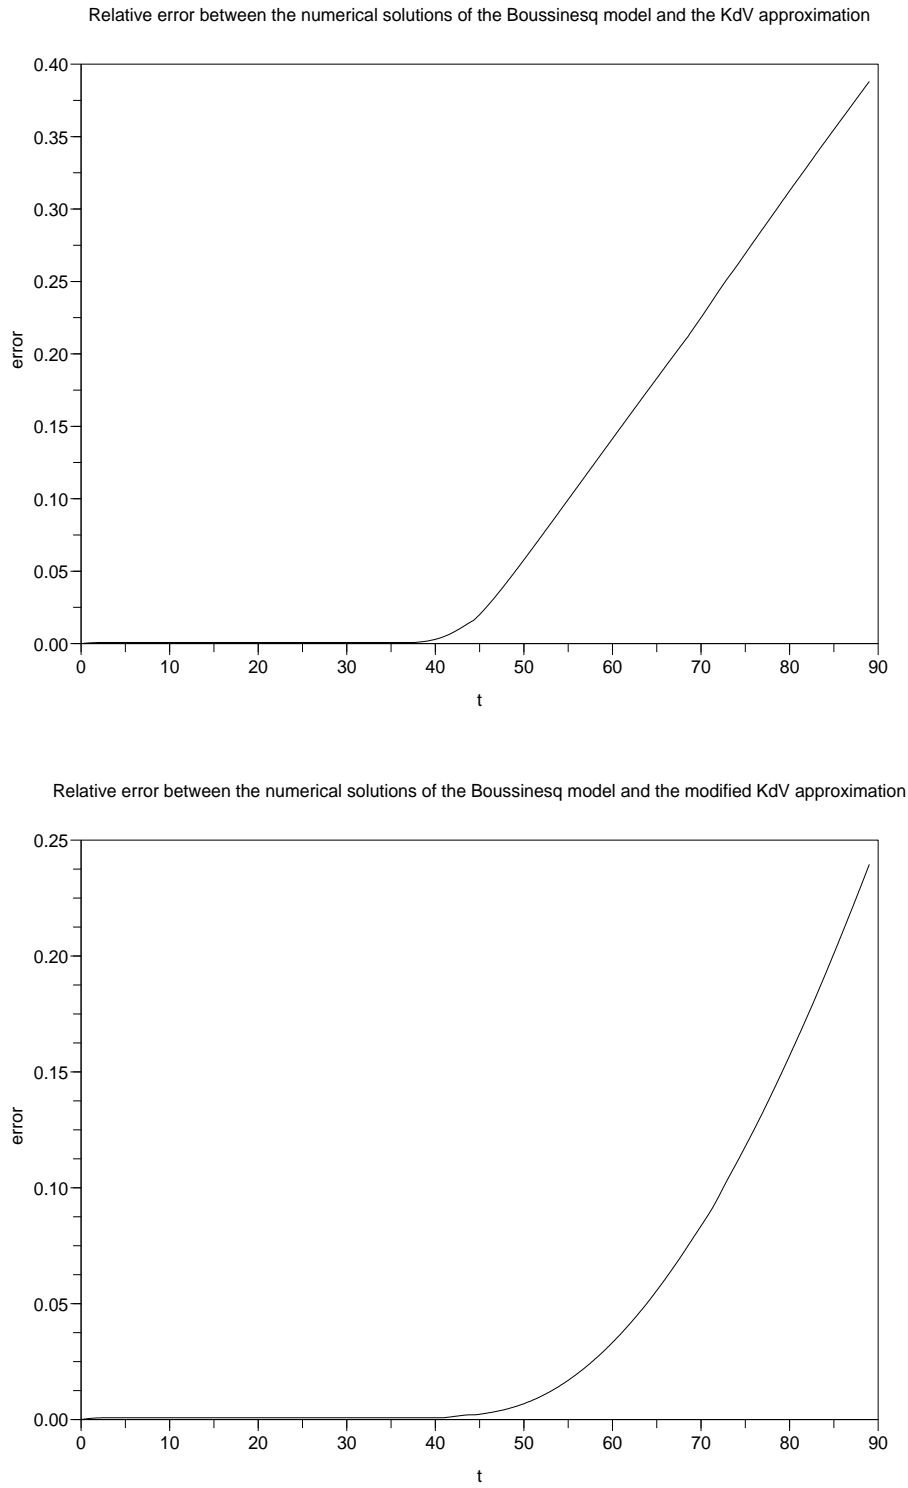 Relative error between the numerical solutions of the Boussinesq model and the KdV approximation
0.40
0.35
0.30
0.25
0.20
0.15
0.10
0.05
0.00
error
0 10 20 30 40 50 60 70 80 90
t
Relative error between the numerical solutions of the Boussinesq model and the modified KdV approximation
0.25
0.20
0.15
0.10
0.05
0.00
error
0 10 20 30 40 50 60 70 80 90
t